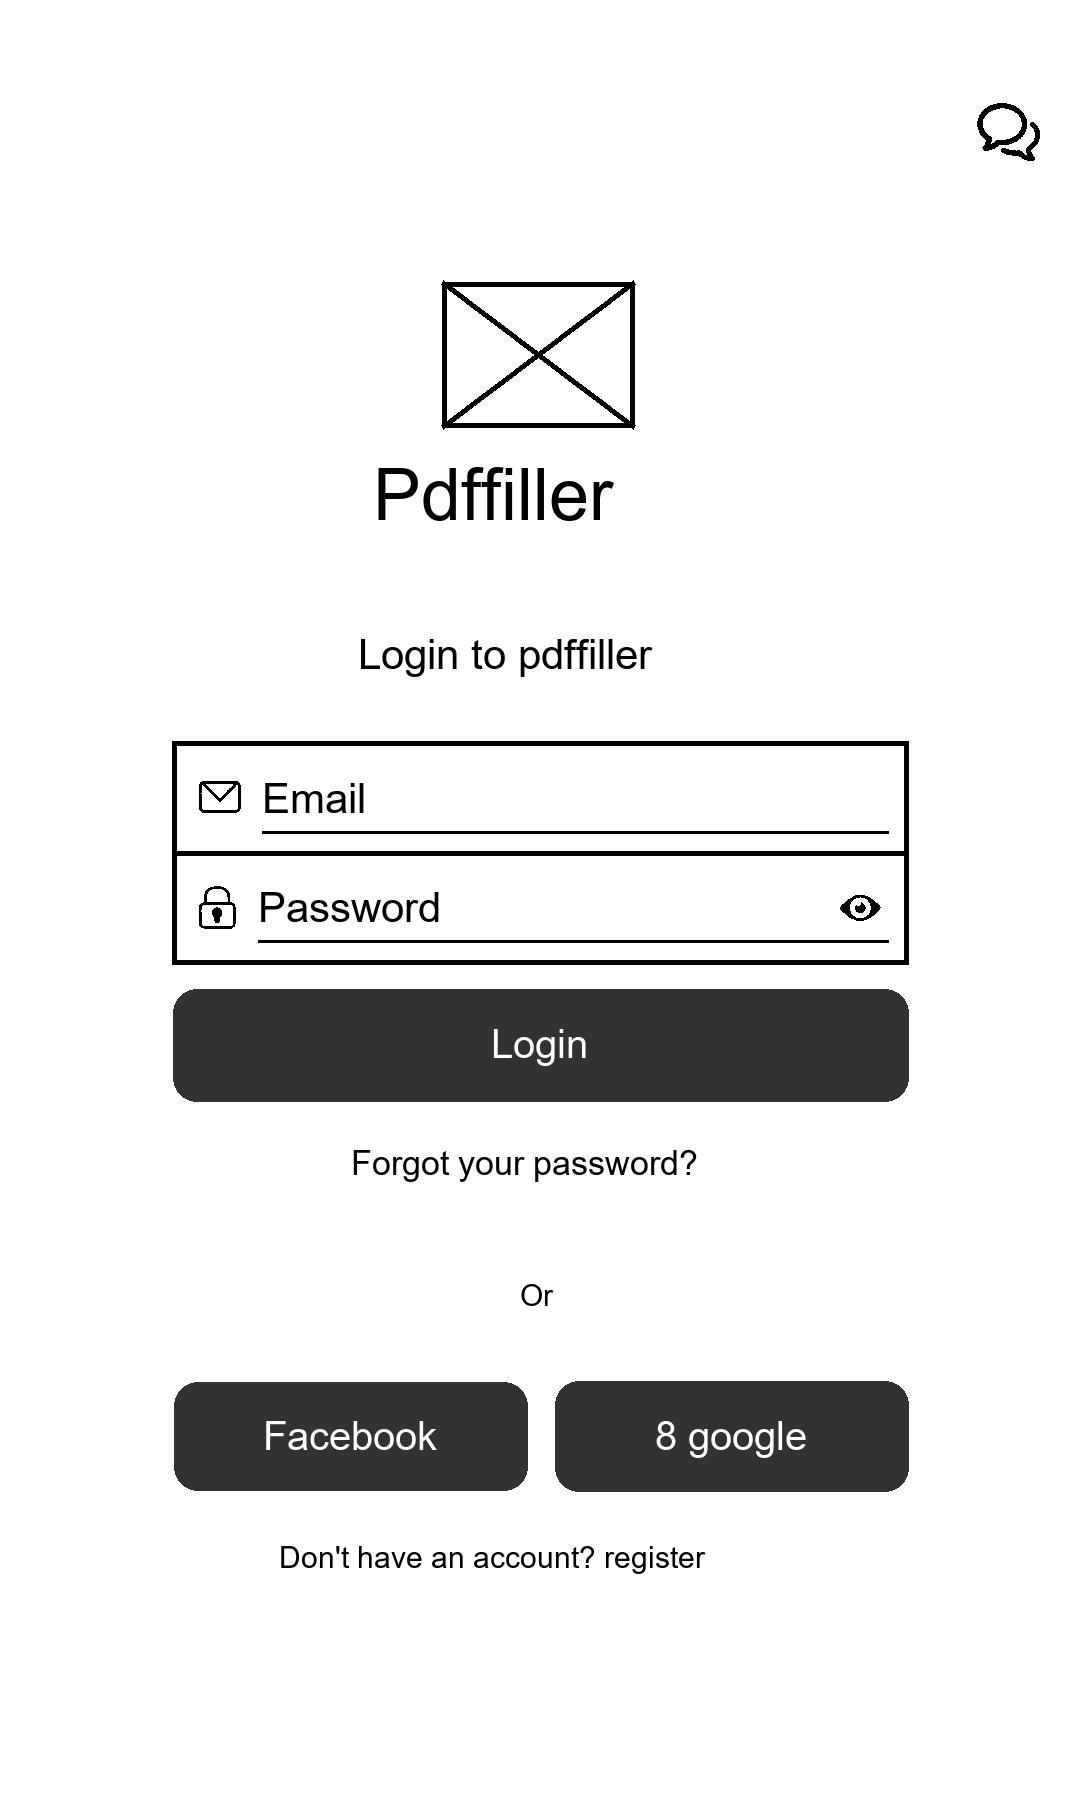 Pdffiller
Login to pdffiller
Email
Password
Login
Forgot your password?
Or
Facebook
8 google
Don't have an account? register